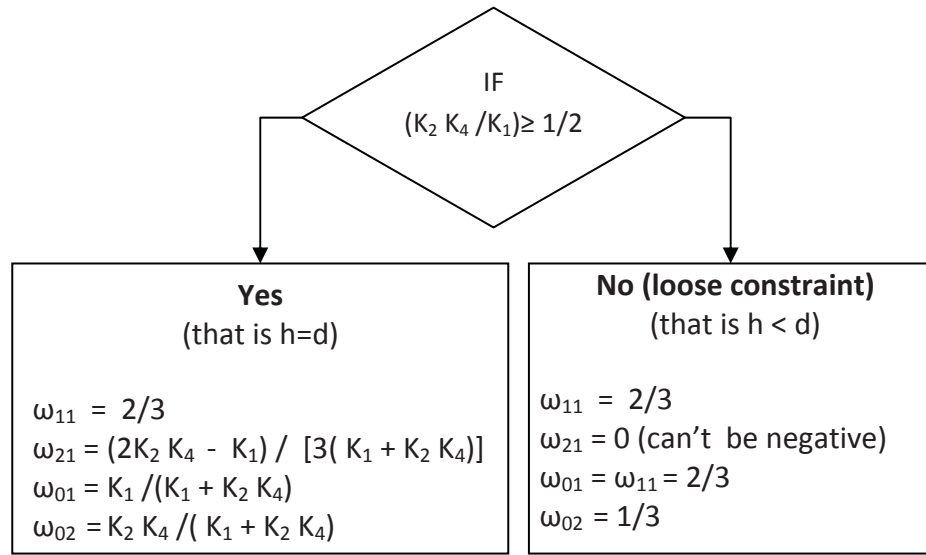 IF
(K₂ K₄ /K₁)≥ 1/2
Yes
(that is h=d)
ω₁₁ = 2/3
ω₂₁ = (2K₂ K₄ - K₁) / [3( K₁ + K₂ K₄)]
ω₀₁ = K₁ /(K₁ + K₂ K₄)
ω₀₂ = K₂ K₄ /( K₁ + K₂ K₄)
No (loose constraint)
(that is h < d)
ω₁₁ = 2/3
ω₂₁ = 0 (can’t be negative)
ω₀₁ = ω₁₁ = 2/3
ω₀₂ = 1/3